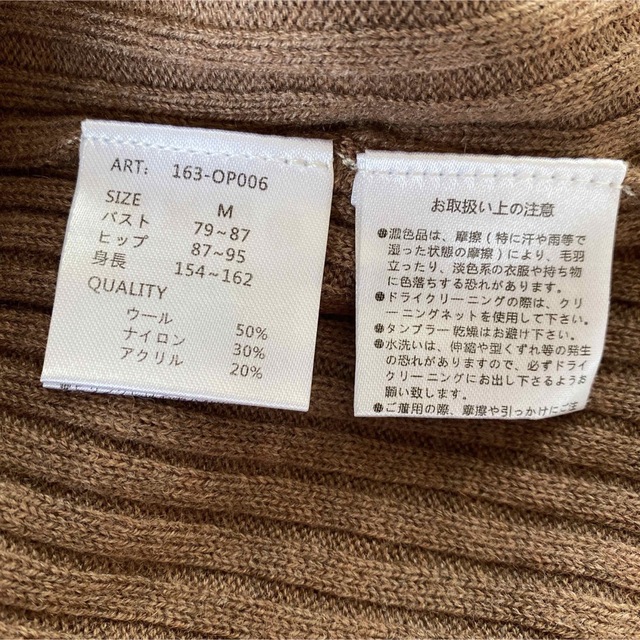 ART: 163-OP006
SIZE M
バスト 79~87
ヒップ 87~95
身長 154~162
QUALITY
ウール 50%
ナイロン 30%
アクリル 20%
お取扱い上の注意
濃色品は、摩擦(特に汗や雨等で
湿った状態の摩擦)により、毛羽
立ったり、淡色系の衣服や持ち物
に色落ちする恐れがあります。
ドライクリーニングの際は、クリ
ーニングネットを使用して下さい。
タンブラー乾燥はお避け下さい。
水洗いは、伸縮や型くずれ等の発生
の恐れがありますので、必ずドライ
クリーニングにお出し下さるようお
願い致します。
ご着用の際、摩擦や引っかけにご注